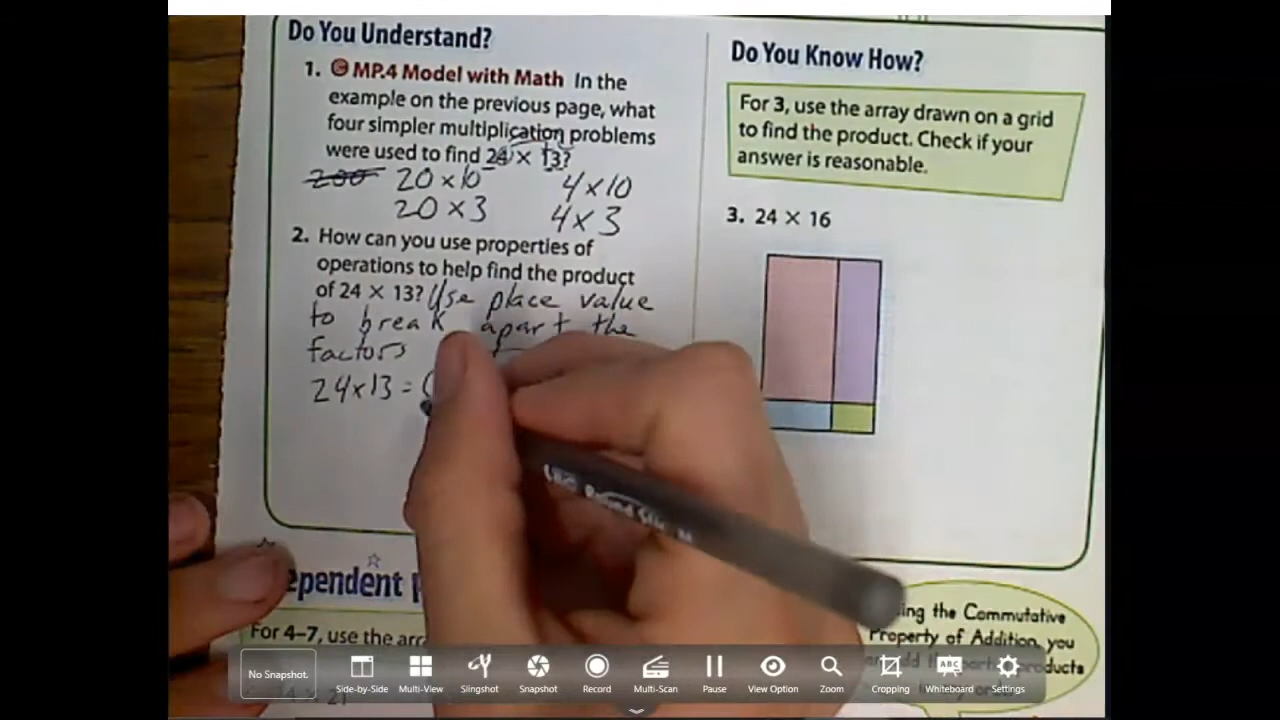 Do You Understand?
1. MP.4 Model with Math In the
example on the previous page, what
four simpler multiplication problems
were used to find 24 × 13?
200 20 × 10 4 × 10
20 × 3 4 × 3
2. How can you use properties of
operations to help find the product
of 24 × 13? Use place value
to break apart the
factors
24 × 13 = (
Do You Know How?
For 3, use the array drawn on a grid
to find the product. Check if your
answer is reasonable.
3. 24 × 16
ependent
For 4–7, use the arr
the Commutative
Property of Addition, you
No Snapshot.
Side-by-Side
Multi-View
Slingshot
Snapshot
Record
Multi-Scan
Pause
View Option
Zoom
Cropping
ABC
Whiteboard
Settings